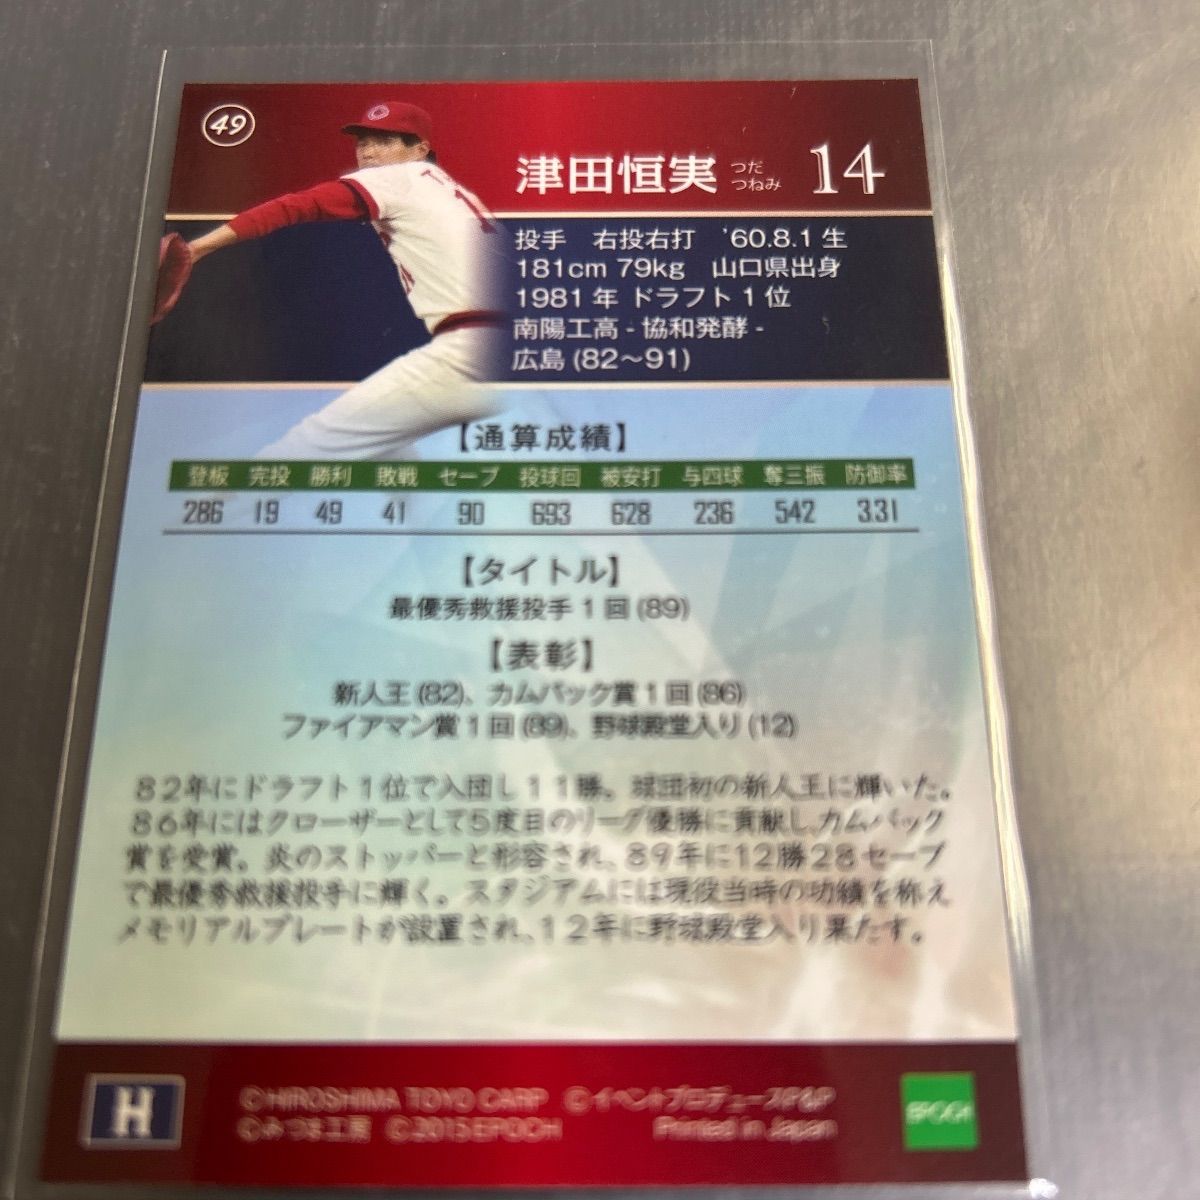 49
津田恒実 つだ つねみ 14
投手 右投右打 '60.8.1 生
181cm 79kg 山口県出身
1981 年 ドラフト 1 位
南陽工高 - 協和発酵 -
広島 (82〜91)
【通算成績】
登板 完投 勝利 敗戦 セーブ 投球回 被安打 与四球 奪三振 防御率
286 19 49 41 90 693 628 236 542 3.31
【タイトル】
最優秀救援投手 1 回 (89)
【表彰】
新人王 (82)、カムバック賞 1 回 (86)
ファイアマン賞 1 回 (89)、野球殿堂入り (12)
82年にドラフト1位で入団し11勝。球団初の新人王に輝いた。
86年にはクローザーとして5度目のリーグ優勝に貢献し、カムバック
賞を受賞。炎のストッパーと形容され、89年に12勝28セーブ
で最優秀救援投手に輝く。スタジアムには現役当時の功績を称え
メモリアルプレートが設置され、12年に野球殿堂入り果たす。
H
©HIROSHIMA TOYO CARP ©イベントプロデュースP&P
©みつま工房 ©2015 EPOCH Printed in Japan
EPOCH